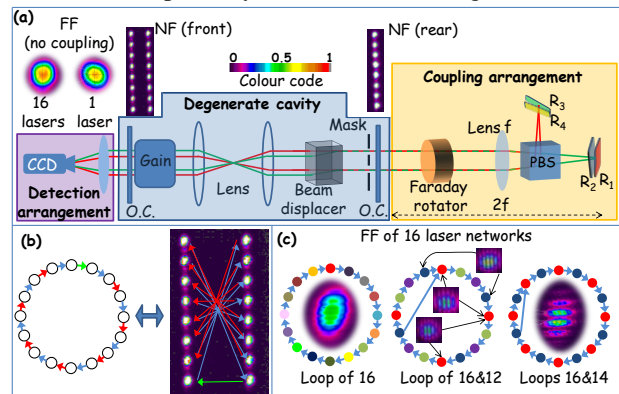 (a)
FF
(no coupling)
16 lasers
1 laser
NF (front)
NF (rear)
0
0.5
1
Colour code
Degenerate cavity
Coupling arrangement
CCD
Detection arrangement
Gain
O.C.
Lens
Beam displacer
Mask
O.C.
Faraday rotator
Lens f
PBS
R3
R4
R2
R1
2f
(b)
(c)
FF of 16 laser networks
Loop of 16
Loop of 16&12
Loops 16&14